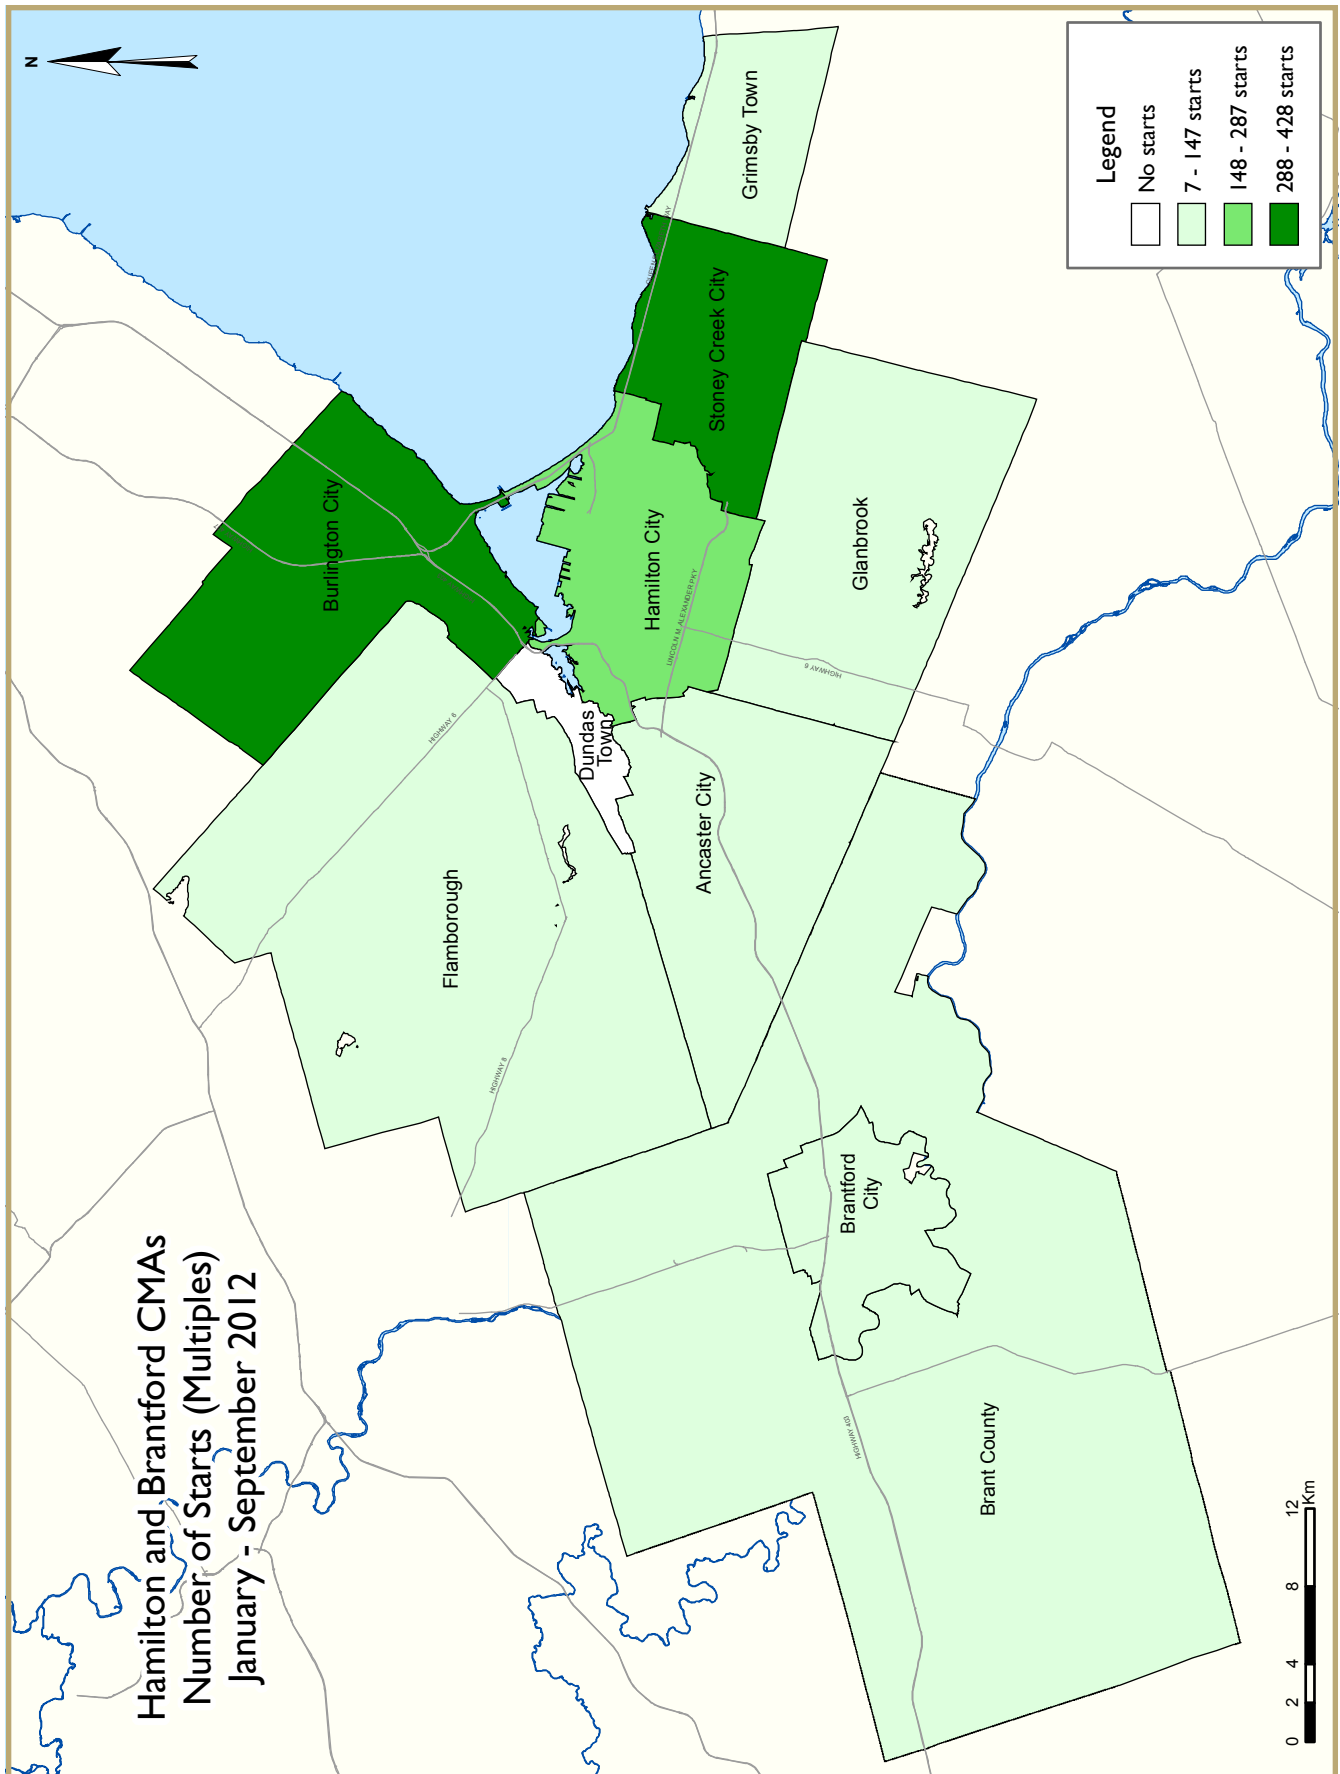 Hamilton and Brantford CMAs
Number of Starts (Multiples)
January - September 2012
N
Burlington City
Flamborough
HIGHWAY 6
HIGHWAY 8
Dundas
Town
Hamilton City
LINCOLN M. ALEXANDER PKY
Stoney Creek City
Grimsby Town
Ancaster City
Glanbrook
HIGHWAY 6
Brantford
City
HIGHWAY 403
Brant County
Legend
No starts
7 - 147 starts
148 - 287 starts
288 - 428 starts
0 2 4 8 12
Km